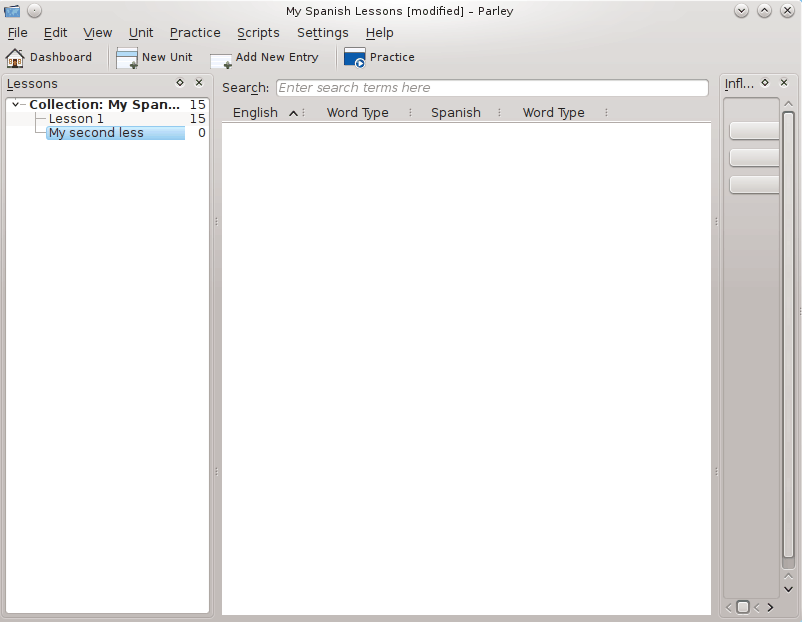 My Spanish Lessons [modified] – Parley
File Edit View Unit Practice Scripts Settings Help
Dashboard New Unit Add New Entry Practice
Lessons
Collection: My Span... 15
Lesson 1 15
My second less 0
Search: Enter search terms here
English Word Type Spanish Word Type
Infl...